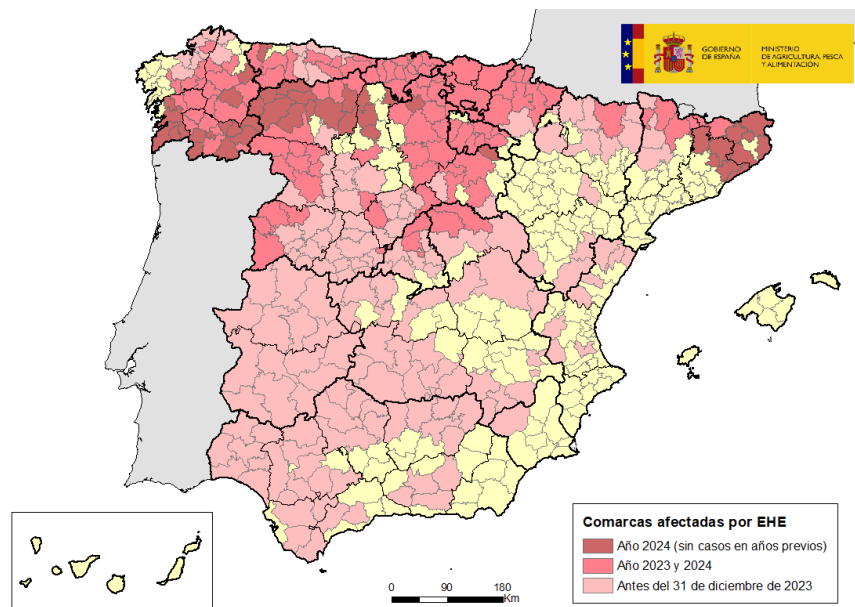 GOBIERNO
DE ESPAÑA
MINISTERIO
DE AGRICULTURA, PESCA
Y ALIMENTACIÓN
Comarcas afectadas por EHE
Año 2024 (sin casos en años previos)
Año 2023 y 2024
Antes del 31 de diciembre de 2023
0 90 180
Km